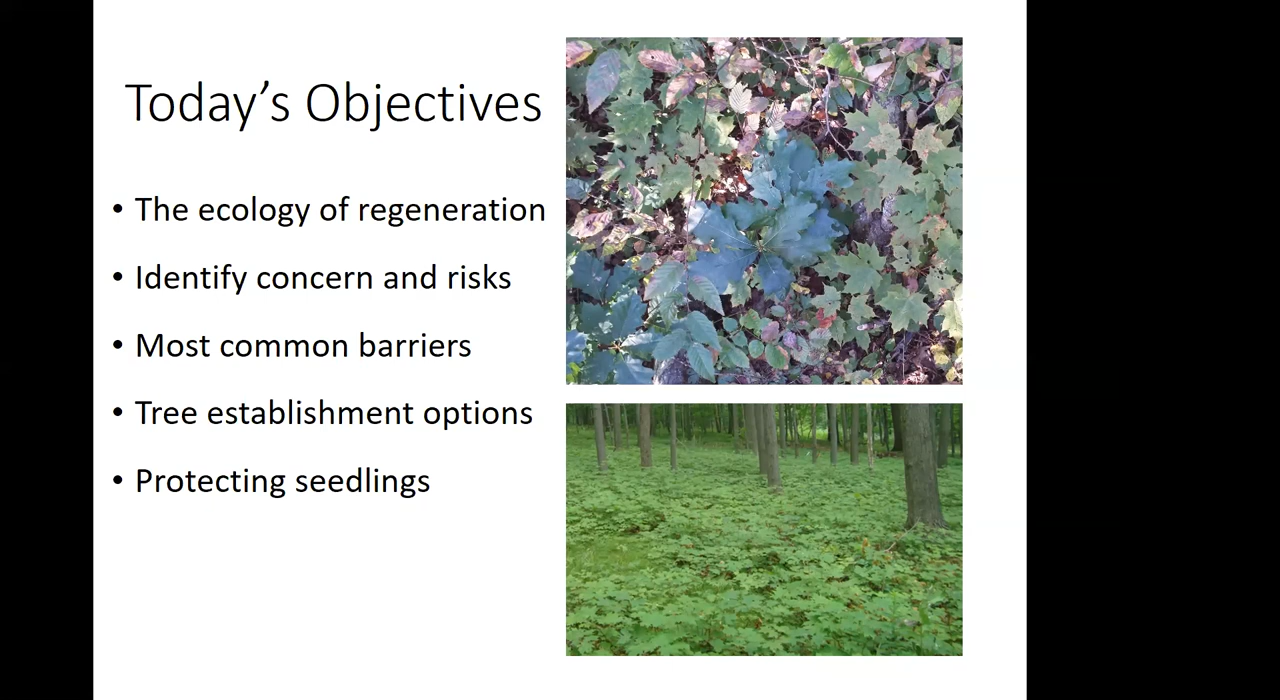 Today’s Objectives
• The ecology of regeneration
• Identify concern and risks
• Most common barriers
• Tree establishment options
• Protecting seedlings